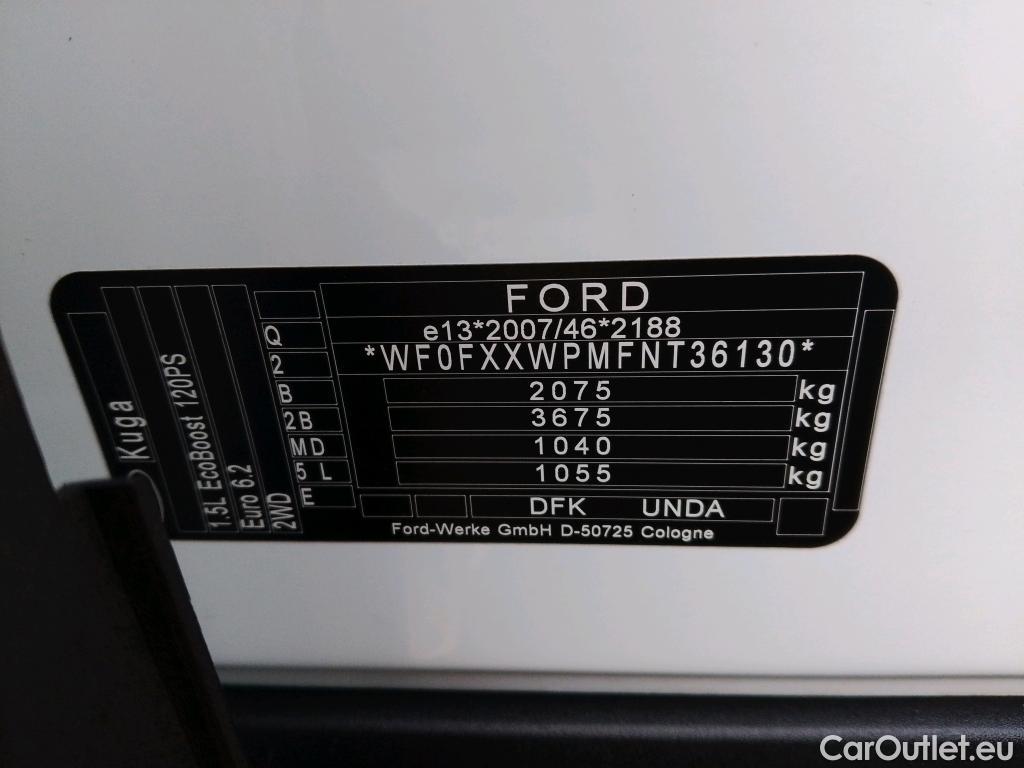 FORD
e13*2007/46*2188
*WF0FXXWPMFNT36130*
2075 kg
3675 kg
1040 kg
1055 kg
DFK UNDA
Ford-Werke GmbH D-50725 Cologne
Q
2
B
2B
MD
5 L
E
Kuga
1.5L EcoBoost 120PS
Euro 6.2
2WD
CarOutlet.eu